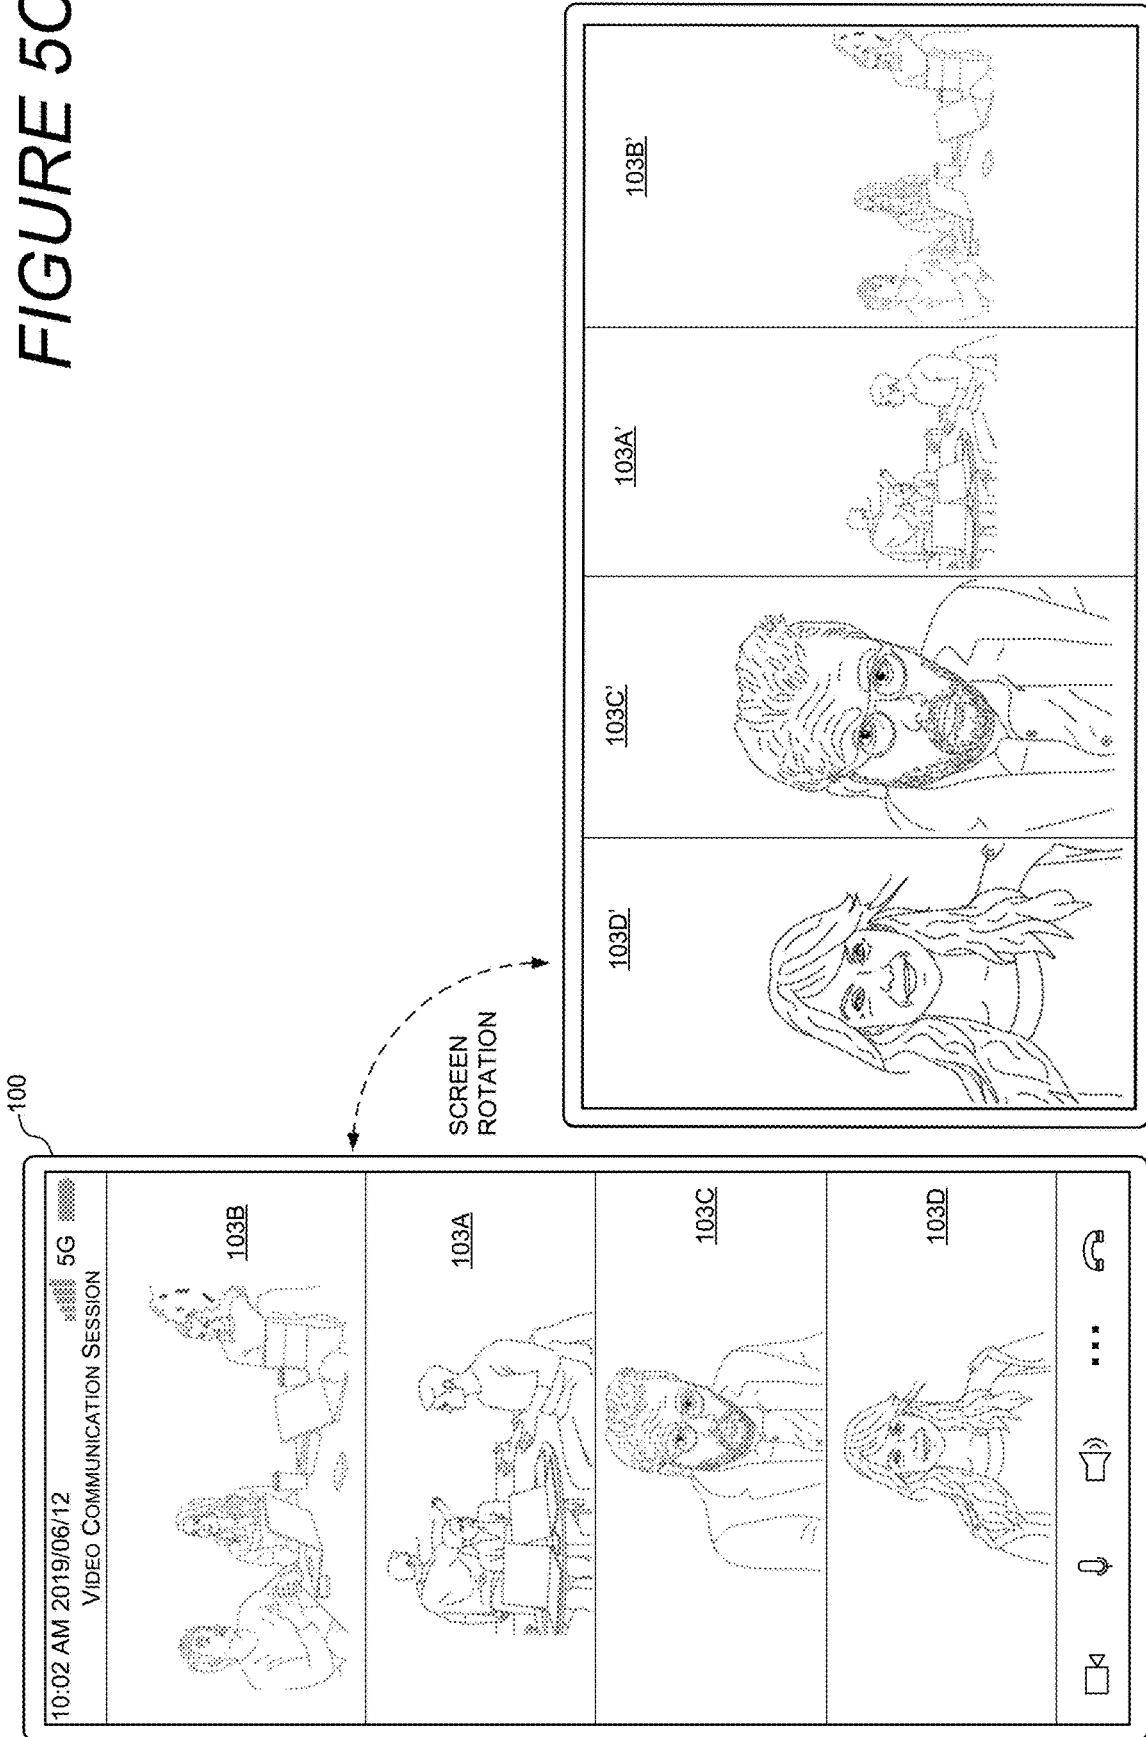 FIGURE 5C
100
10:02 AM 2019/06/12
5G
VIDEO COMMUNICATION SESSION
103B
103A
103C
103D
SCREEN
ROTATION
103D'
103C'
103A'
103B'